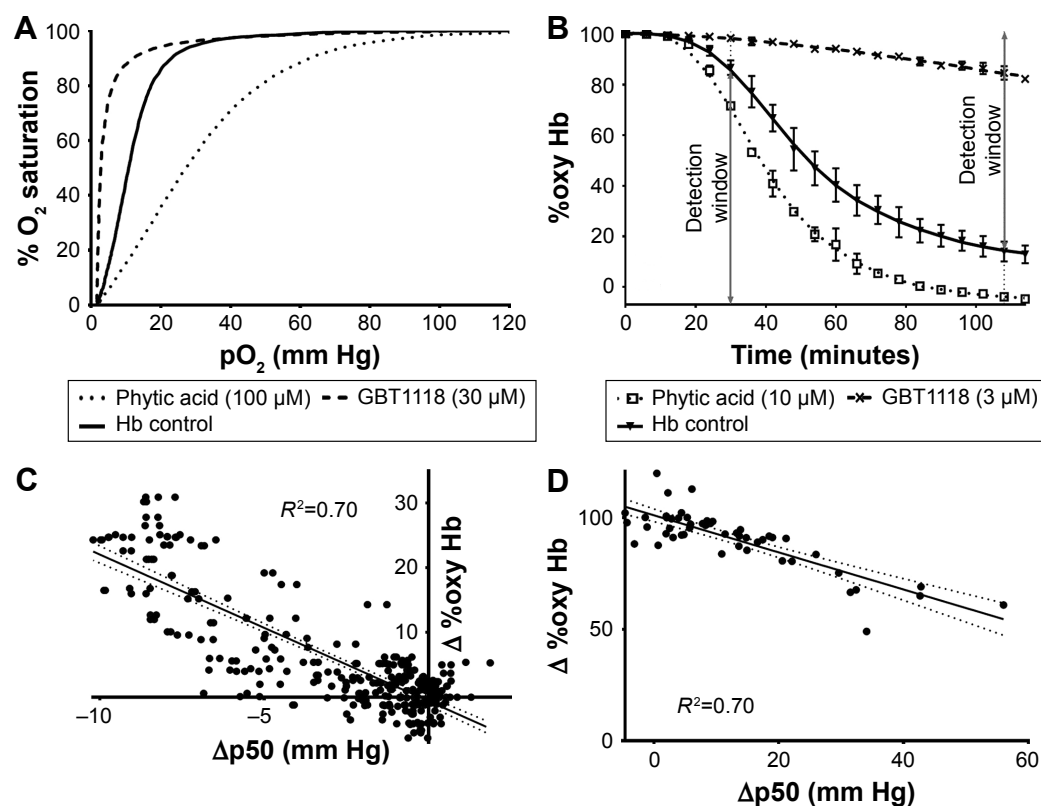 A
100
80
60
40
20
0
% O₂ saturation
0 20 40 60 80 100 120
pO₂ (mm Hg)
Phytic acid (100 µM) GBT1118 (30 µM)
Hb control
B
100
80
60
40
20
0
%oxy Hb
Detection
window
Detection
window
0 20 40 60 80 100
Time (minutes)
Phytic acid (10 µM) GBT1118 (3 µM)
Hb control
C
R²=0.70
30
20
10
Δ %oxy Hb
–10 –5
Δp50 (mm Hg)
D
100
50
0
Δ %oxy Hb
R²=0.70
0 20 40 60
Δp50 (mm Hg)